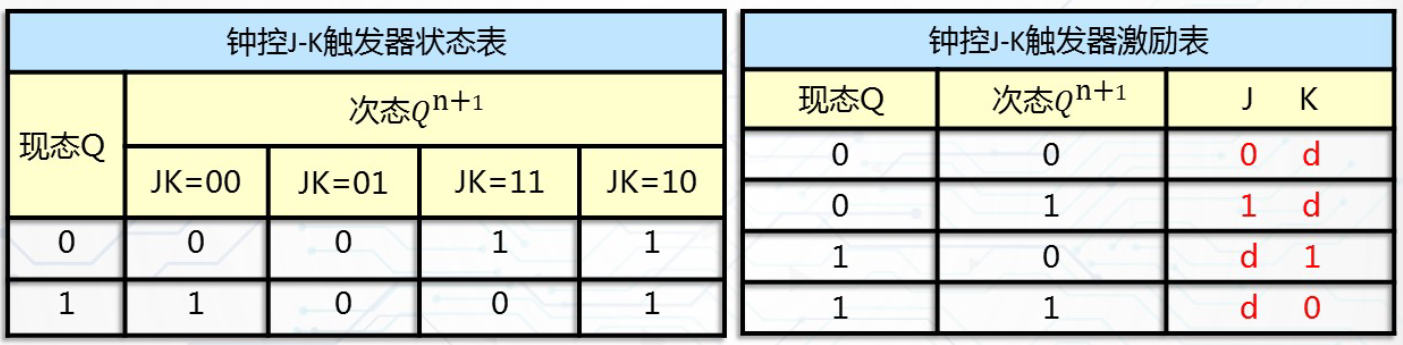 钟控J-K触发器状态表
现态Q 次态Qⁿ⁺¹
JK=00 JK=01 JK=11 JK=10
0 0 0 1 1
1 1 0 0 1
钟控J-K触发器激励表
现态Q 次态Qⁿ⁺¹ J K
0 0 0 d
0 1 1 d
1 0 d 1
1 1 d 0